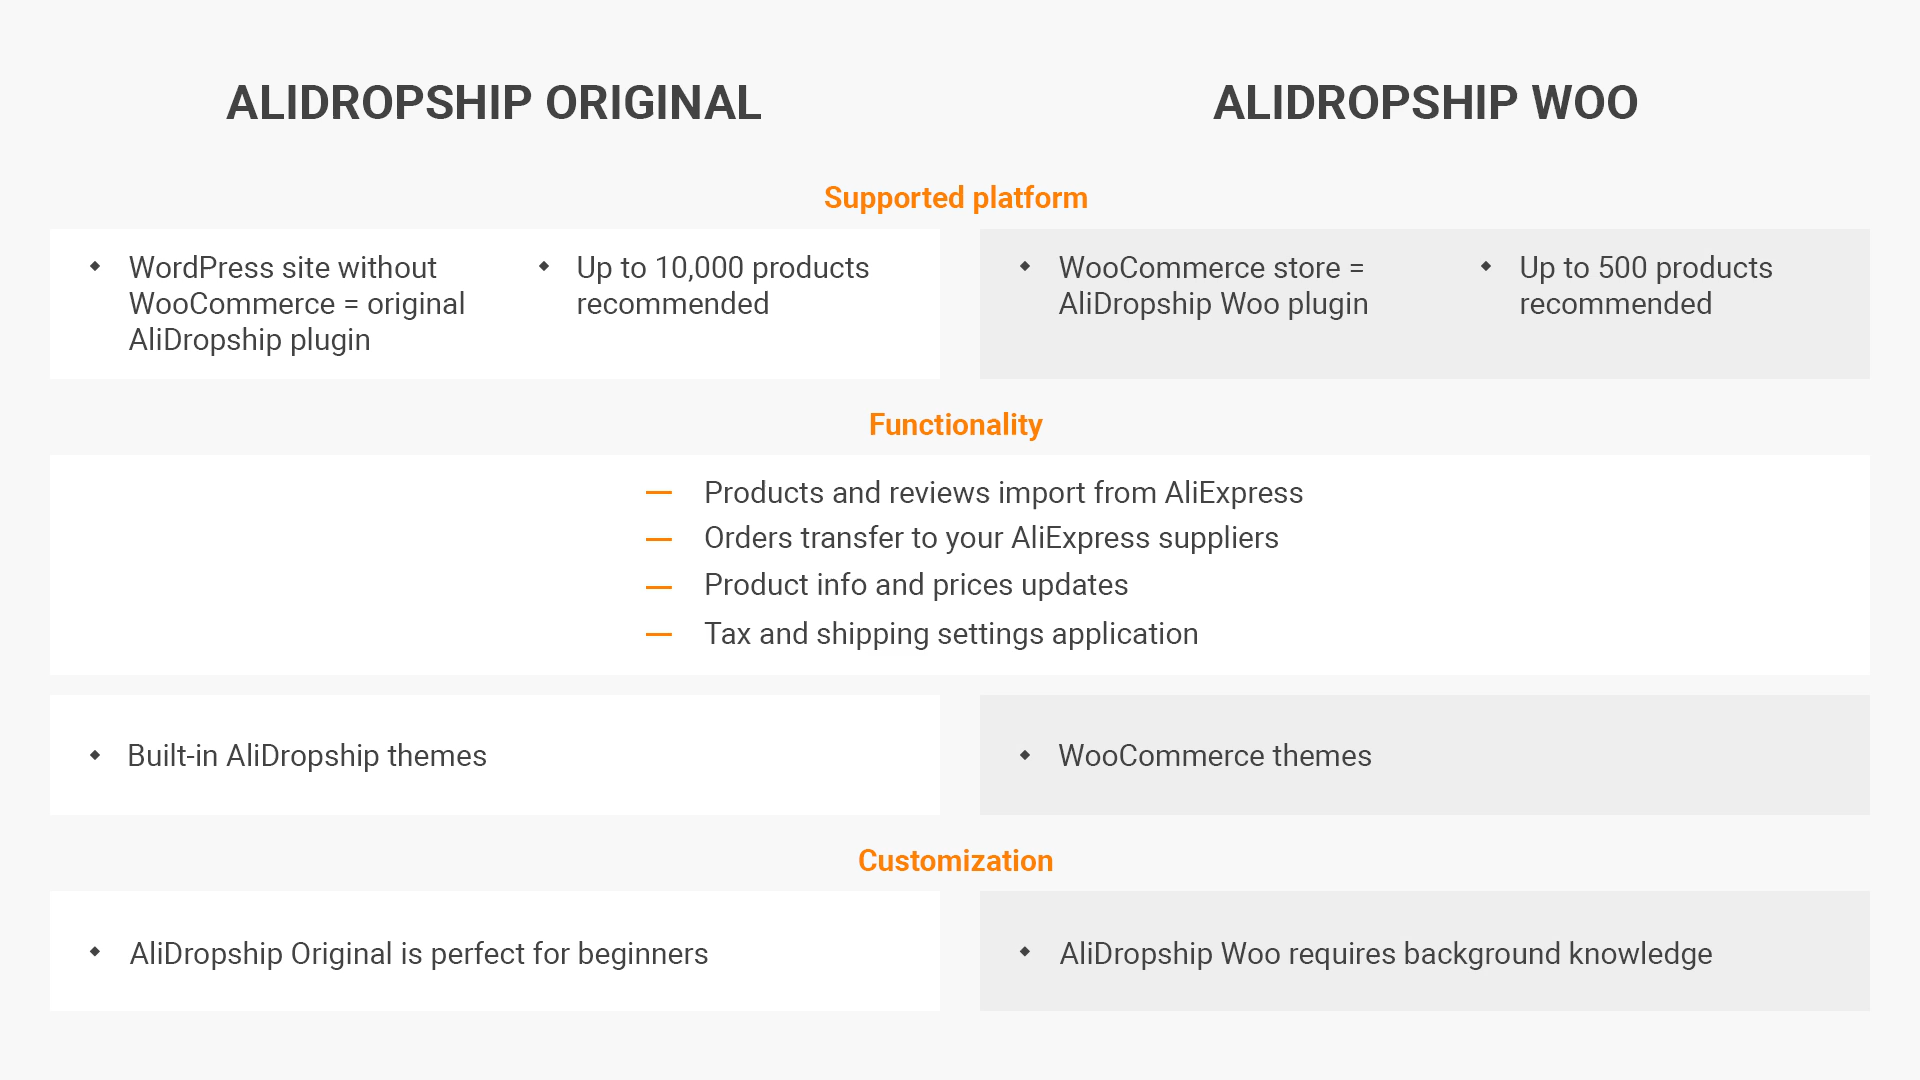 ALIDROPSHIP ORIGINAL
ALIDROPSHIP WOO
Supported platform
WordPress site without
WooCommerce = original
AliDropship plugin
Up to 10,000 products
recommended
WooCommerce store =
AliDropship Woo plugin
Up to 500 products
recommended
Functionality
Products and reviews import from AliExpress
Orders transfer to your AliExpress suppliers
Product info and prices updates
Tax and shipping settings application
Built-in AliDropship themes
WooCommerce themes
Customization
AliDropship Original is perfect for beginners
AliDropship Woo requires background knowledge